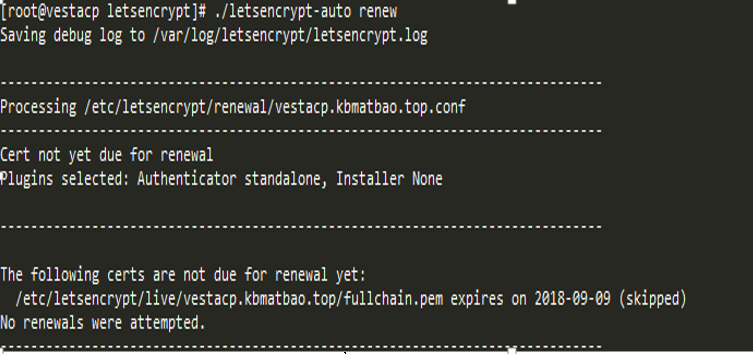 [root@vestacp letsencrypt]# ./letsencrypt-auto renew
Saving debug log to /var/log/letsencrypt/letsencrypt.log
-------------------------------------------------------------------------------
Processing /etc/letsencrypt/renewal/vestacp.kbmatbao.top.conf
-------------------------------------------------------------------------------
Cert not yet due for renewal
Plugins selected: Authenticator standalone, Installer None
-------------------------------------------------------------------------------
The following certs are not due for renewal yet:
/etc/letsencrypt/live/vestacp.kbmatbao.top/fullchain.pem expires on 2018-09-09 (skipped)
No renewals were attempted.
-------------------------------------------------------------------------------